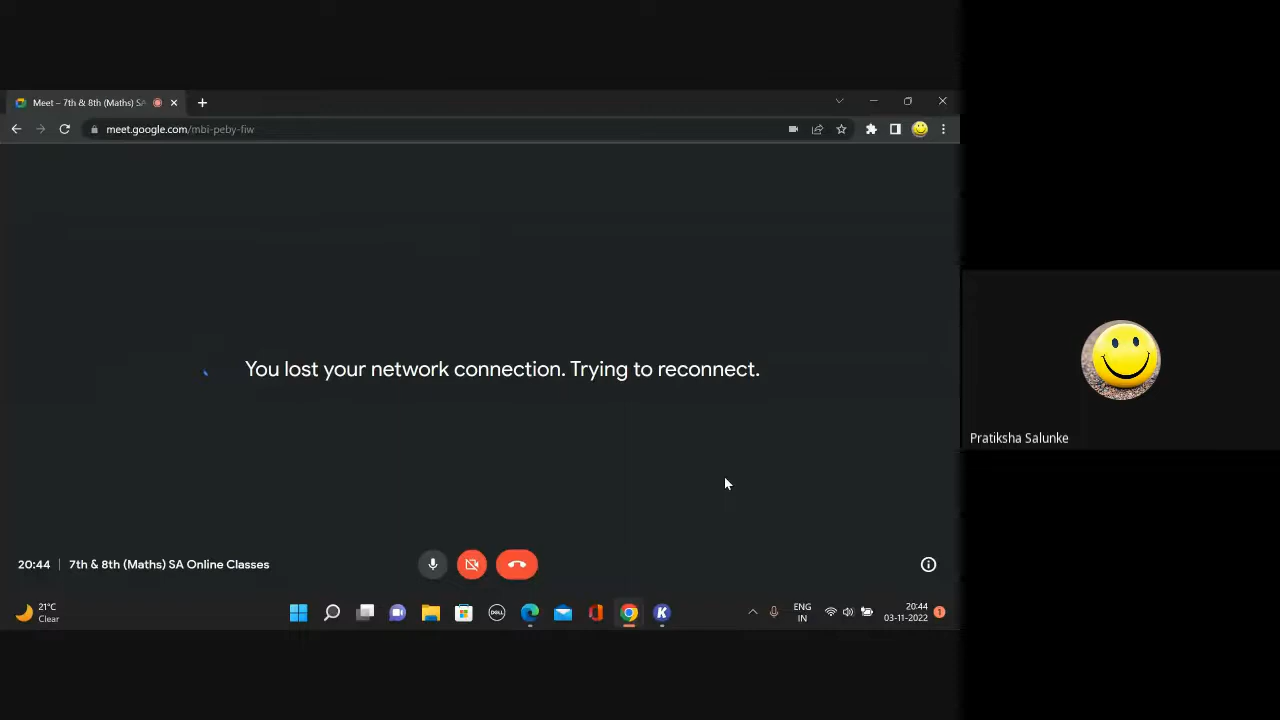 Meet – 7th & 8th (Maths) SA
meet.google.com/mbi-peby-fiw
You lost your network connection. Trying to reconnect.
Pratiksha Salunke
20:44 | 7th & 8th (Maths) SA Online Classes
21°C
Clear
DELL
K
ENG
IN
20:44
03-11-2022
1